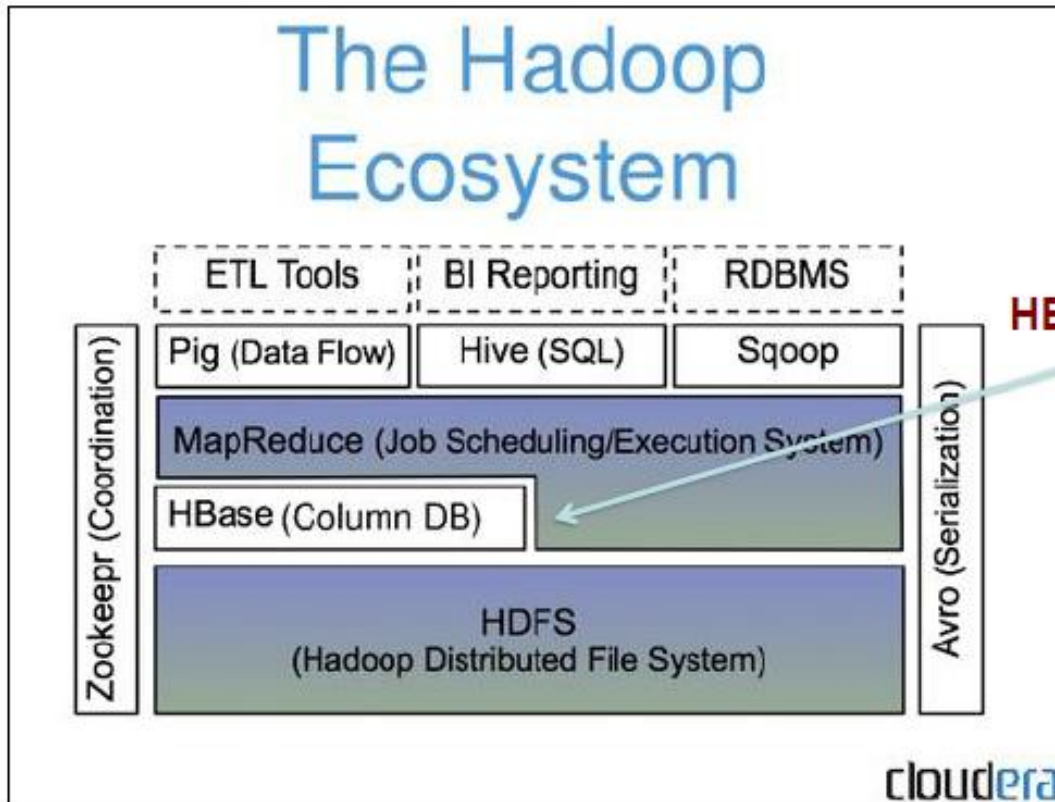 The Hadoop
Ecosystem
ETL Tools
BI Reporting
RDBMS
HB
Pig (Data Flow)
Hive (SQL)
Sqoop
Zookeepr (Coordination)
MapReduce (Job Scheduling/Execution System)
HBase (Column DB)
Avro (Serialization)
HDFS
(Hadoop Distributed File System)
cloudera